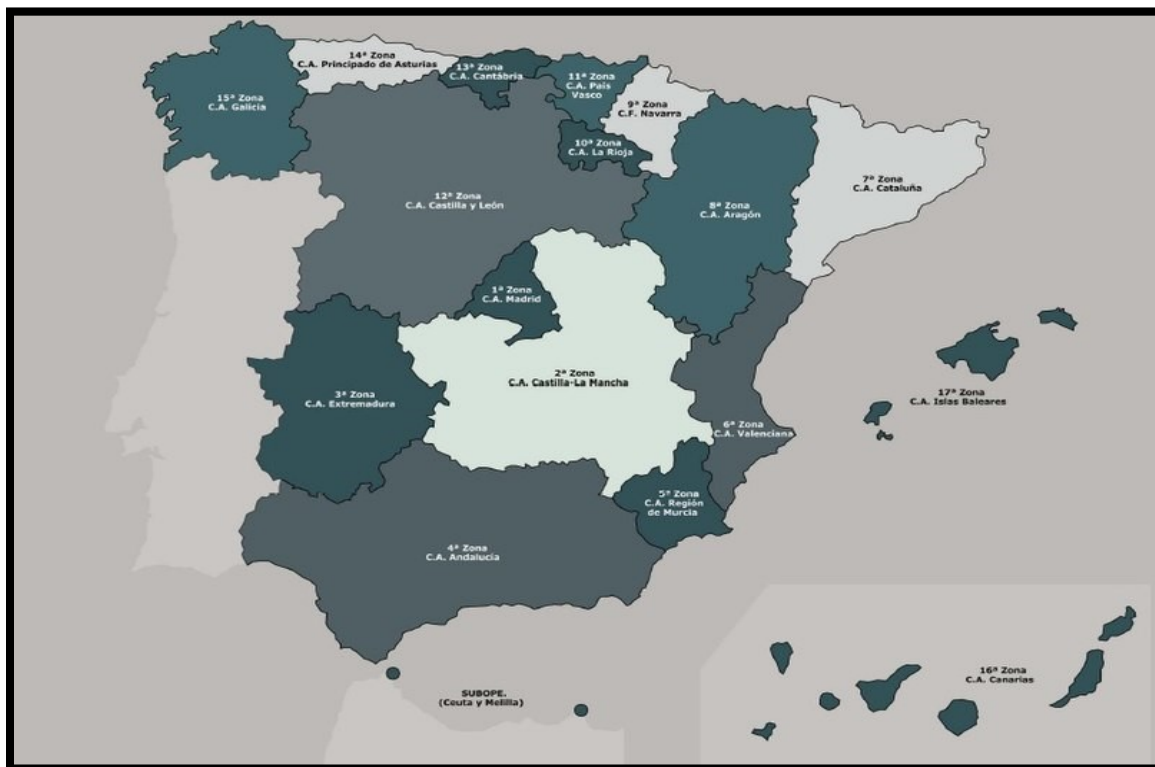 14ª Zona
C.A. Principado de Asturias
13ª Zona
C.A. Cantábria
11ª Zona
C.A. País
Vasco
9ª Zona
C.F. Navarra
15ª Zona
C.A. Galicia
10ª Zona
C.A. La Rioja
7ª Zona
C.A. Cataluña
12ª Zona
C.A. Castilla y León
8ª Zona
C.A. Aragón
1ª Zona
C.A. Madrid
2ª Zona
C.A. Castilla-La Mancha
3ª Zona
C.A. Extremadura
17ª Zona
C.A. Islas Baleares
6ª Zona
C.A. Valenciana
5ª Zona
C.A. Región
de Murcia
4ª Zona
C.A. Andalucía
16ª Zona
C.A. Canarias
SUBOPE.
(Ceuta y Melilla)